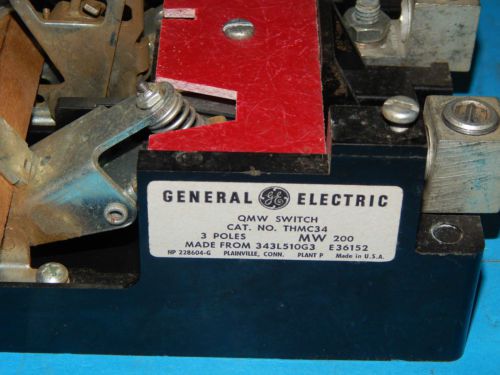 GENERAL GE ELECTRIC
QMW SWITCH
CAT. NO. THMC34
3 POLES MW 200
MADE FROM 343L510G3 E36152
HP 228604-G PLAINVILLE, CONN. PLANT P Made in U.S.A.